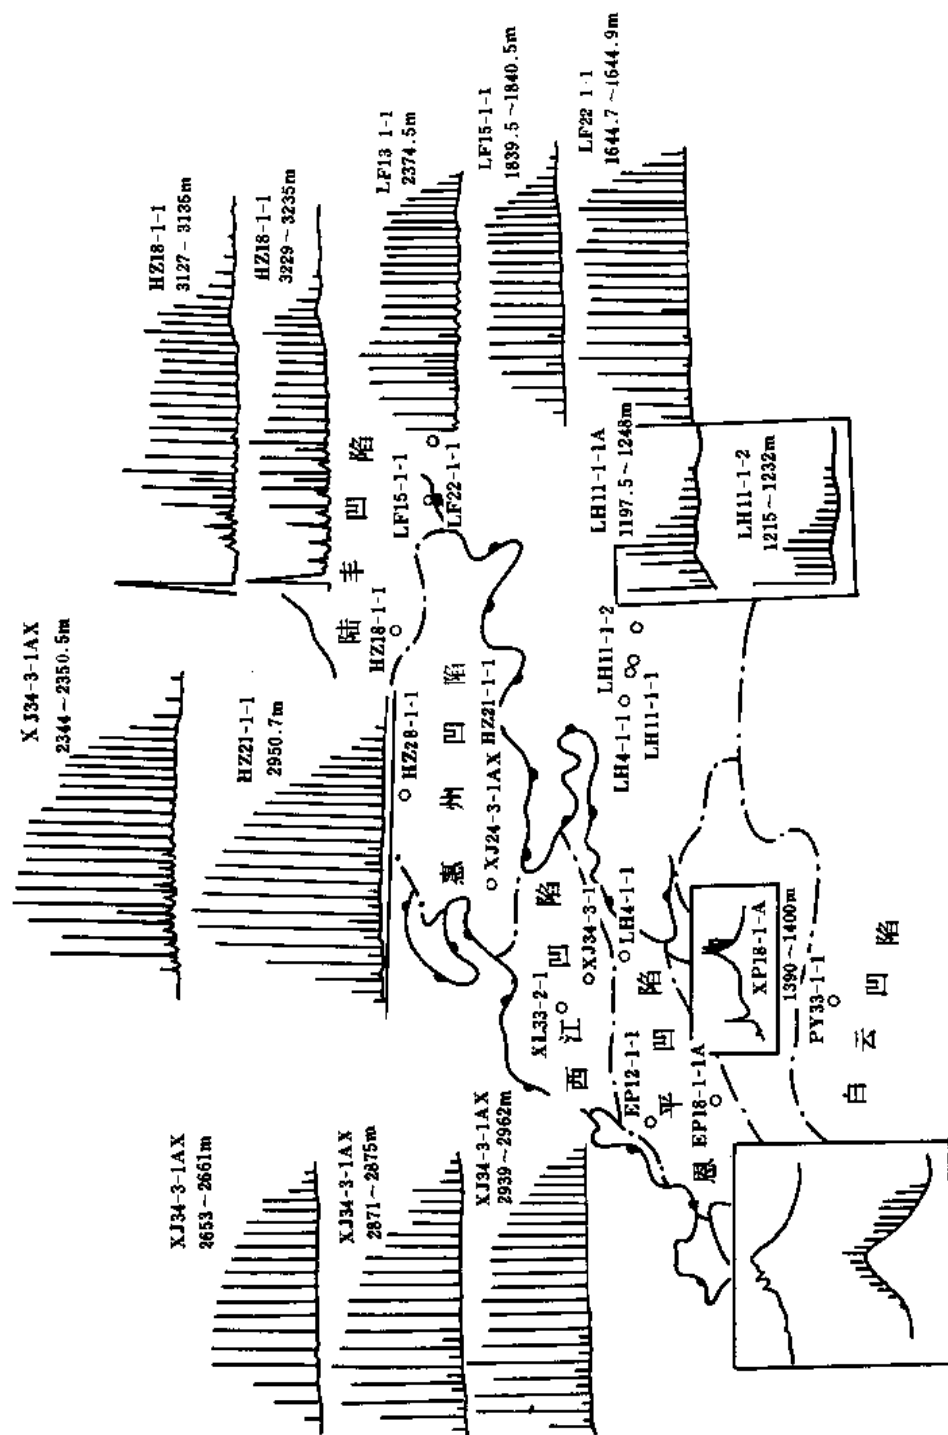 XJ34-3-1AX
2344~2350.5m
HZ21-1-1
2950.7m
HZ18-1-1
3127~3135m
HZ18-1-1
3229~3235m
LF13 1-1
2374.5m
LF15-1-1
1839.5~1840.5m
LF22 1-1
1644.7~1644.9m
XJ34-3-1AX
2653~2661m
XJ34-3-1AX
2871~2875m
XJ34-3-1AX
2939~2962m
LH11-1-1A
1197.5~1248m
LH11-1-2
1215~1232m
XP18-1-A
1390~1400m
陆丰凹陷
惠州凹陷
西江凹陷
恩平凹陷
白云凹陷
LF15-1-1
LF22-1-1
HZ18-1-1
HZ28-1-1
HZ21-1-1
XJ24-3-1AX
XL33-2-1
XJ34-3-1
LH4-1-1
LH4-1-1
LH11-1-1
LH11-1-2
EP12-1-1
EP18-1-1A
PY33-1-1